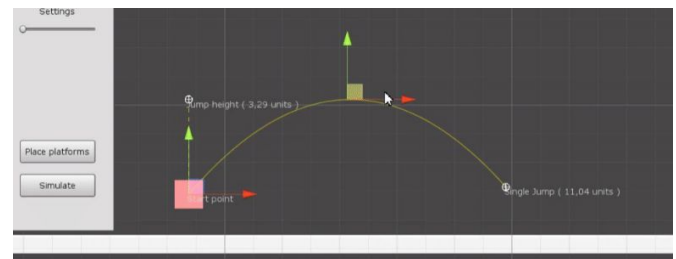 Settings
Jump height ( 3,29 units )
Place platforms
Simulate
Start point
Single Jump ( 11,04 units )